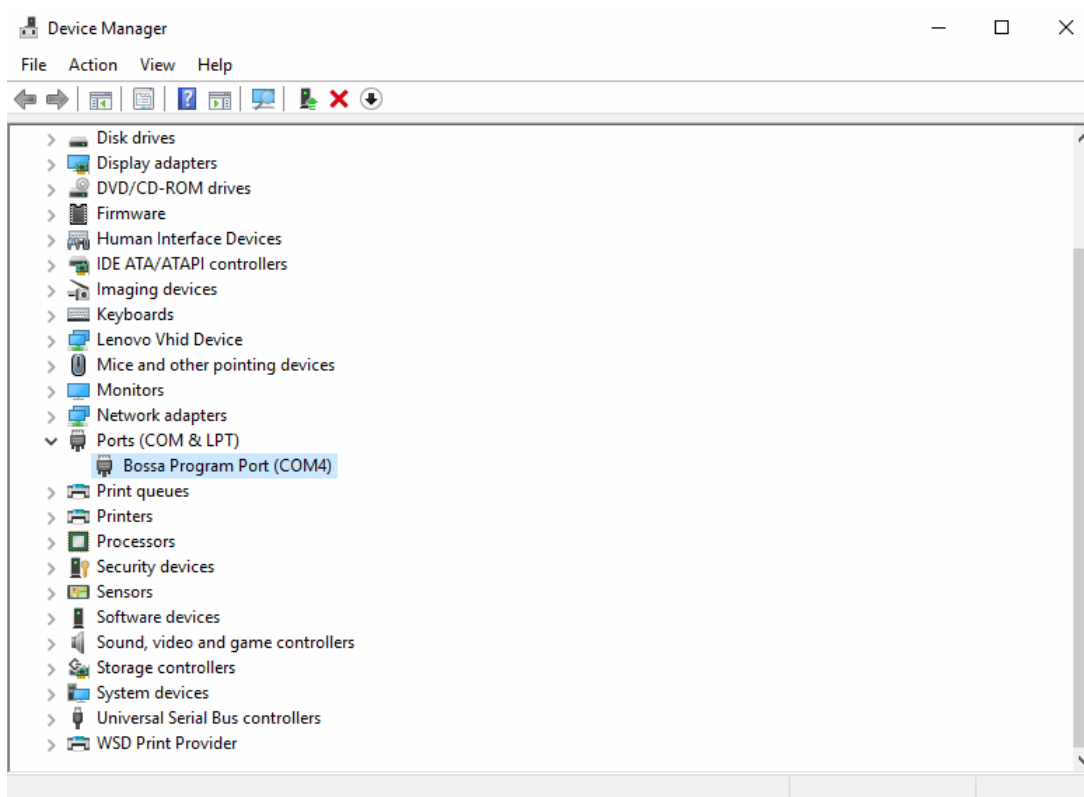 Device Manager
File Action View Help
Disk drives
Display adapters
DVD/CD-ROM drives
Firmware
Human Interface Devices
IDE ATA/ATAPI controllers
Imaging devices
Keyboards
Lenovo Vhid Device
Mice and other pointing devices
Monitors
Network adapters
Ports (COM & LPT)
Bossa Program Port (COM4)
Print queues
Printers
Processors
Security devices
Sensors
Software devices
Sound, video and game controllers
Storage controllers
System devices
Universal Serial Bus controllers
WSD Print Provider